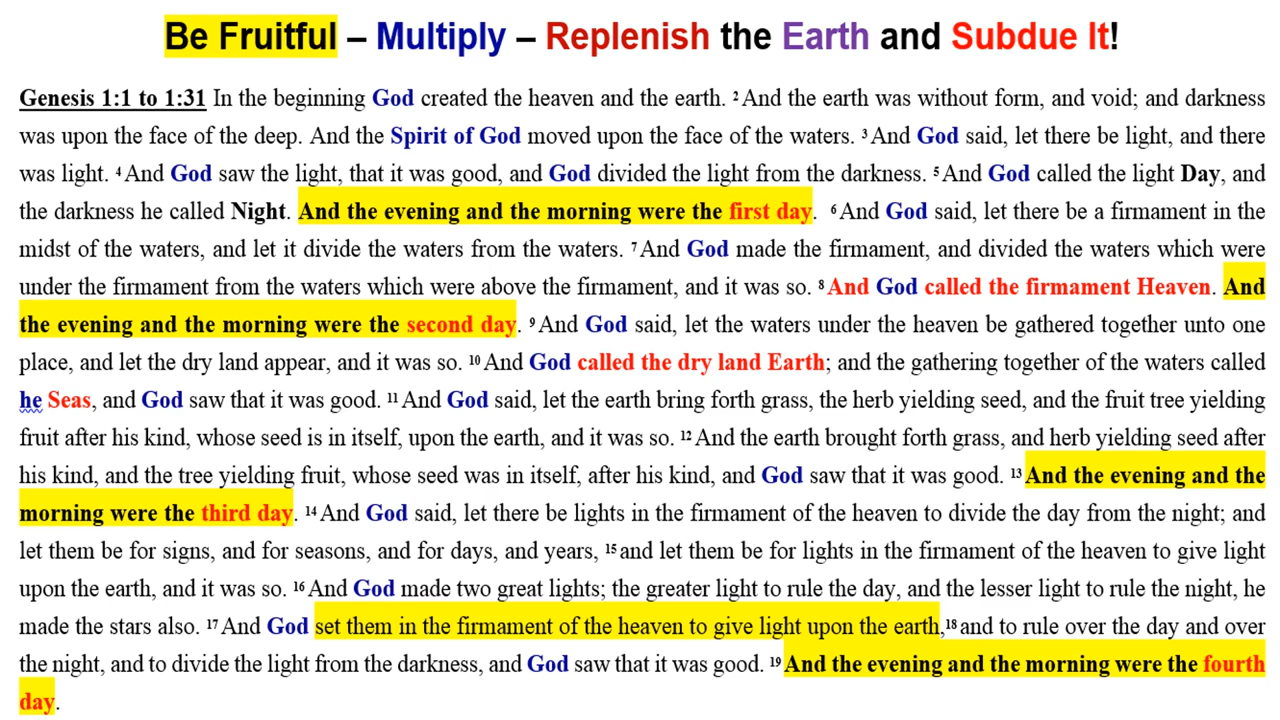 Be Fruitful – Multiply – Replenish the Earth and Subdue It!
Genesis 1:1 to 1:31 In the beginning God created the heaven and the earth. 2 And the earth was without form, and void; and darkness
was upon the face of the deep. And the Spirit of God moved upon the face of the waters. 3 And God said, let there be light, and there
was light. 4 And God saw the light, that it was good, and God divided the light from the darkness. 5 And God called the light Day, and
the darkness he called Night. And the evening and the morning were the first day. 6 And God said, let there be a firmament in the
midst of the waters, and let it divide the waters from the waters. 7 And God made the firmament, and divided the waters which were
under the firmament from the waters which were above the firmament, and it was so. 8 And God called the firmament Heaven. And
the evening and the morning were the second day. 9 And God said, let the waters under the heaven be gathered together unto one
place, and let the dry land appear, and it was so. 10 And God called the dry land Earth; and the gathering together of the waters called
he Seas, and God saw that it was good. 11 And God said, let the earth bring forth grass, the herb yielding seed, and the fruit tree yielding
fruit after his kind, whose seed is in itself, upon the earth, and it was so. 12 And the earth brought forth grass, and herb yielding seed after
his kind, and the tree yielding fruit, whose seed was in itself, after his kind, and God saw that it was good. 13 And the evening and the
morning were the third day. 14 And God said, let there be lights in the firmament of the heaven to divide the day from the night; and
let them be for signs, and for seasons, and for days, and years, 15 and let them be for lights in the firmament of the heaven to give light
upon the earth, and it was so. 16 And God made two great lights; the greater light to rule the day, and the lesser light to rule the night, he
made the stars also. 17 And God set them in the firmament of the heaven to give light upon the earth,18 and to rule over the day and over
the night, and to divide the light from the darkness, and God saw that it was good. 19 And the evening and the morning were the fourth
day.